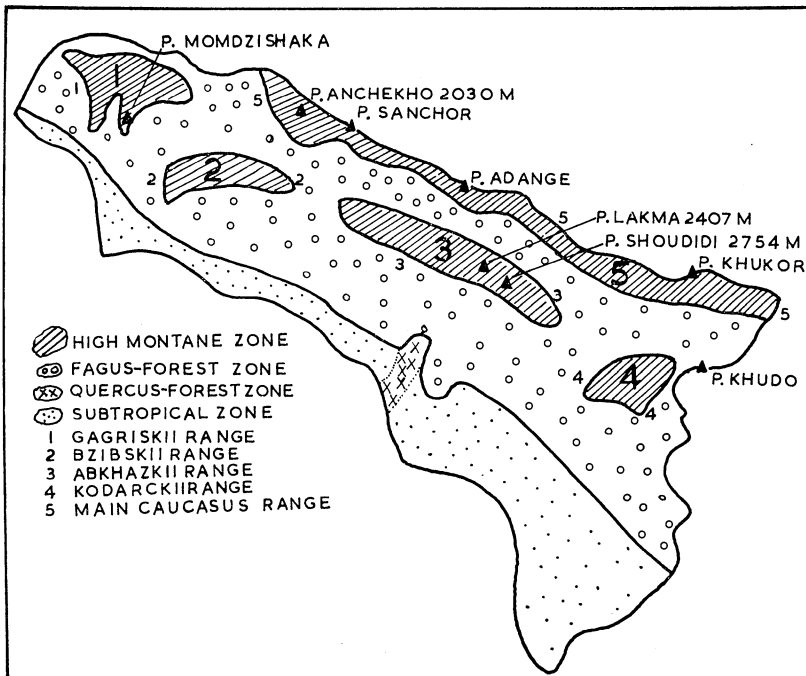 P. MOMDZISHAKA
1
1
5
P. ANCHEKHO 2030 M
P. SANCHOR
2
2
2
P. ADANGE
5
P. LAKMA 2407 M
3
P. SHOUDIDI 2754 M
3
5
P. KHUKOR
3
5
4
P. KHUDO
4
4
HIGH MONTANE ZONE
FAGUS-FOREST ZONE
QUERCUS-FOREST ZONE
SUBTROPICAL ZONE
1 GAGRISKII RANGE
2 BZIBSKII RANGE
3 ABKHAZKII RANGE
4 KODARCKII RANGE
5 MAIN CAUCASUS RANGE